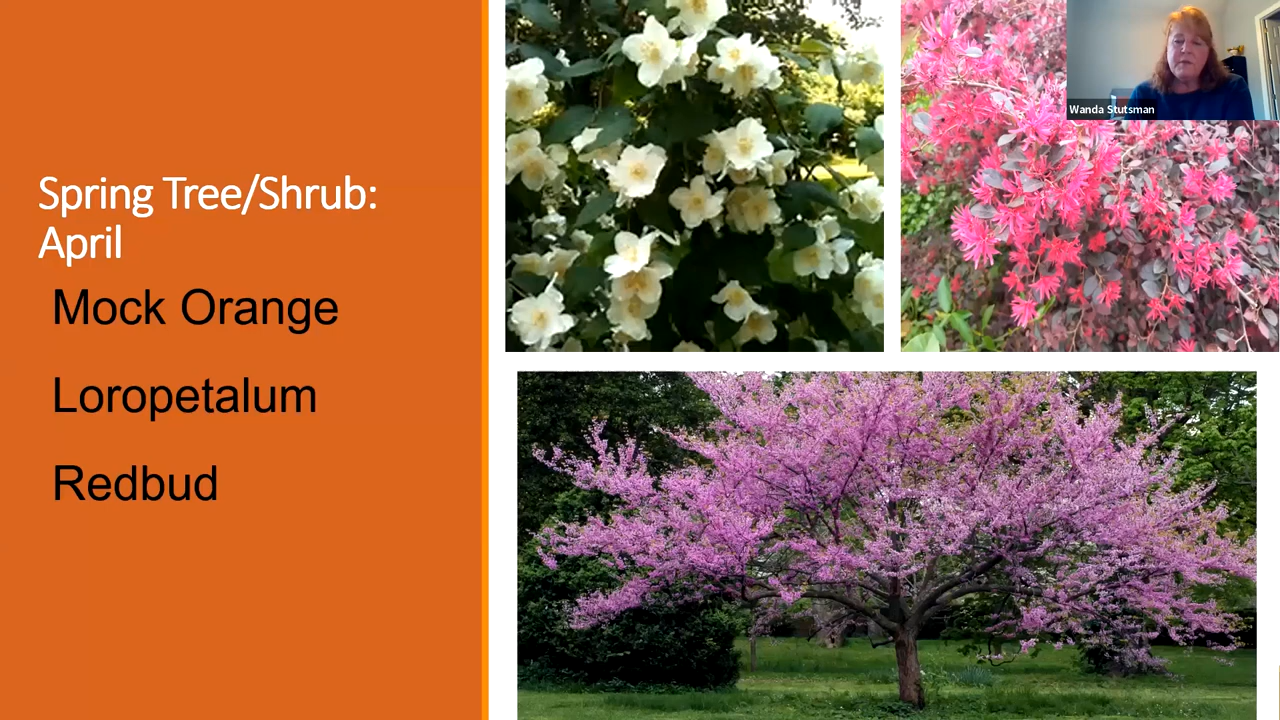 Spring Tree/Shrub:
April
Mock Orange
Loropetalum
Redbud
Wanda Stutsman